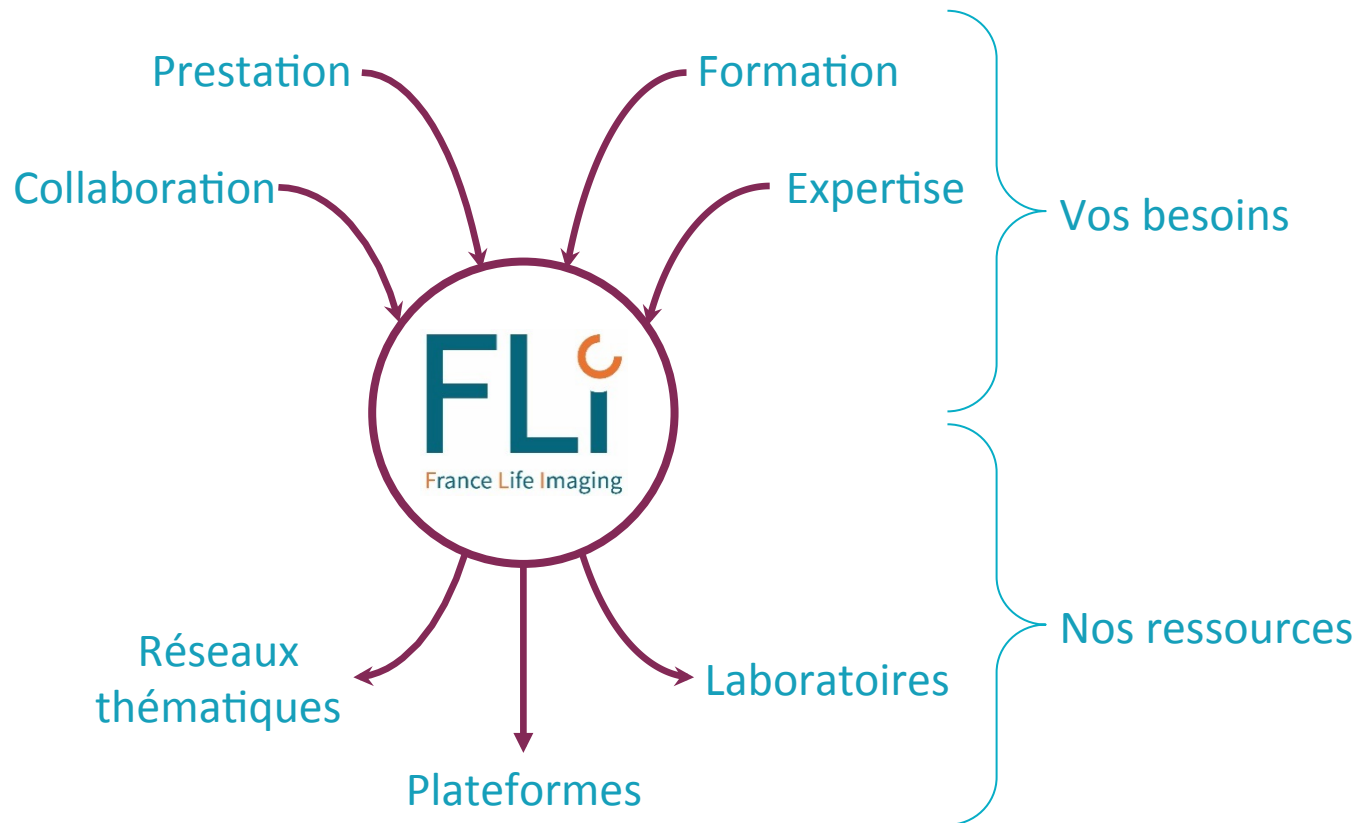 Prestation
Formation
Collaboration
Expertise
Vos besoins
FLi
France Life Imaging
Réseaux
thématiques
Laboratoires
Nos ressources
Plateformes